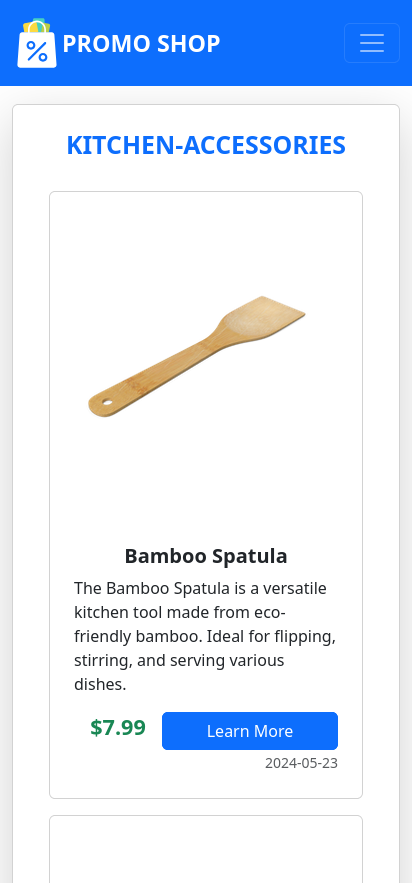 PROMO SHOP
KITCHEN-ACCESSORIES
Bamboo Spatula
The Bamboo Spatula is a versatile
kitchen tool made from eco-
friendly bamboo. Ideal for flipping,
stirring, and serving various
dishes.
$7.99
Learn More
2024-05-23